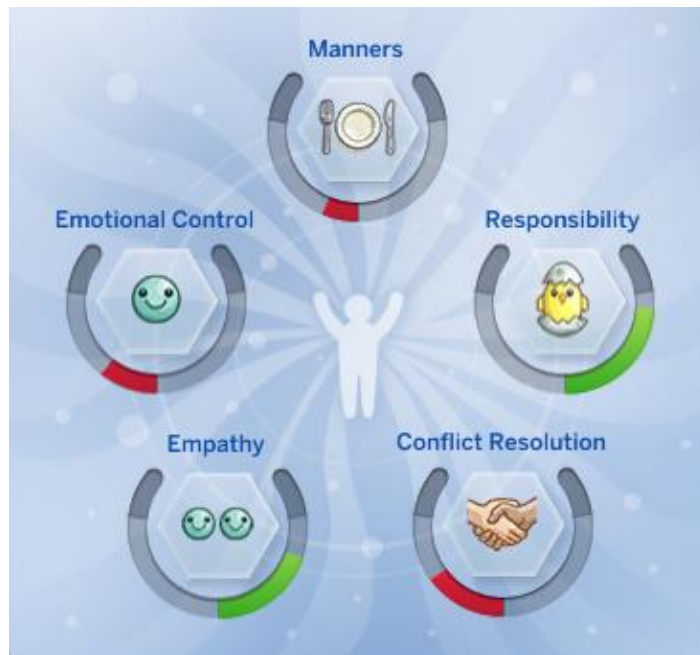 Manners
Emotional Control
Responsibility
Empathy
Conflict Resolution